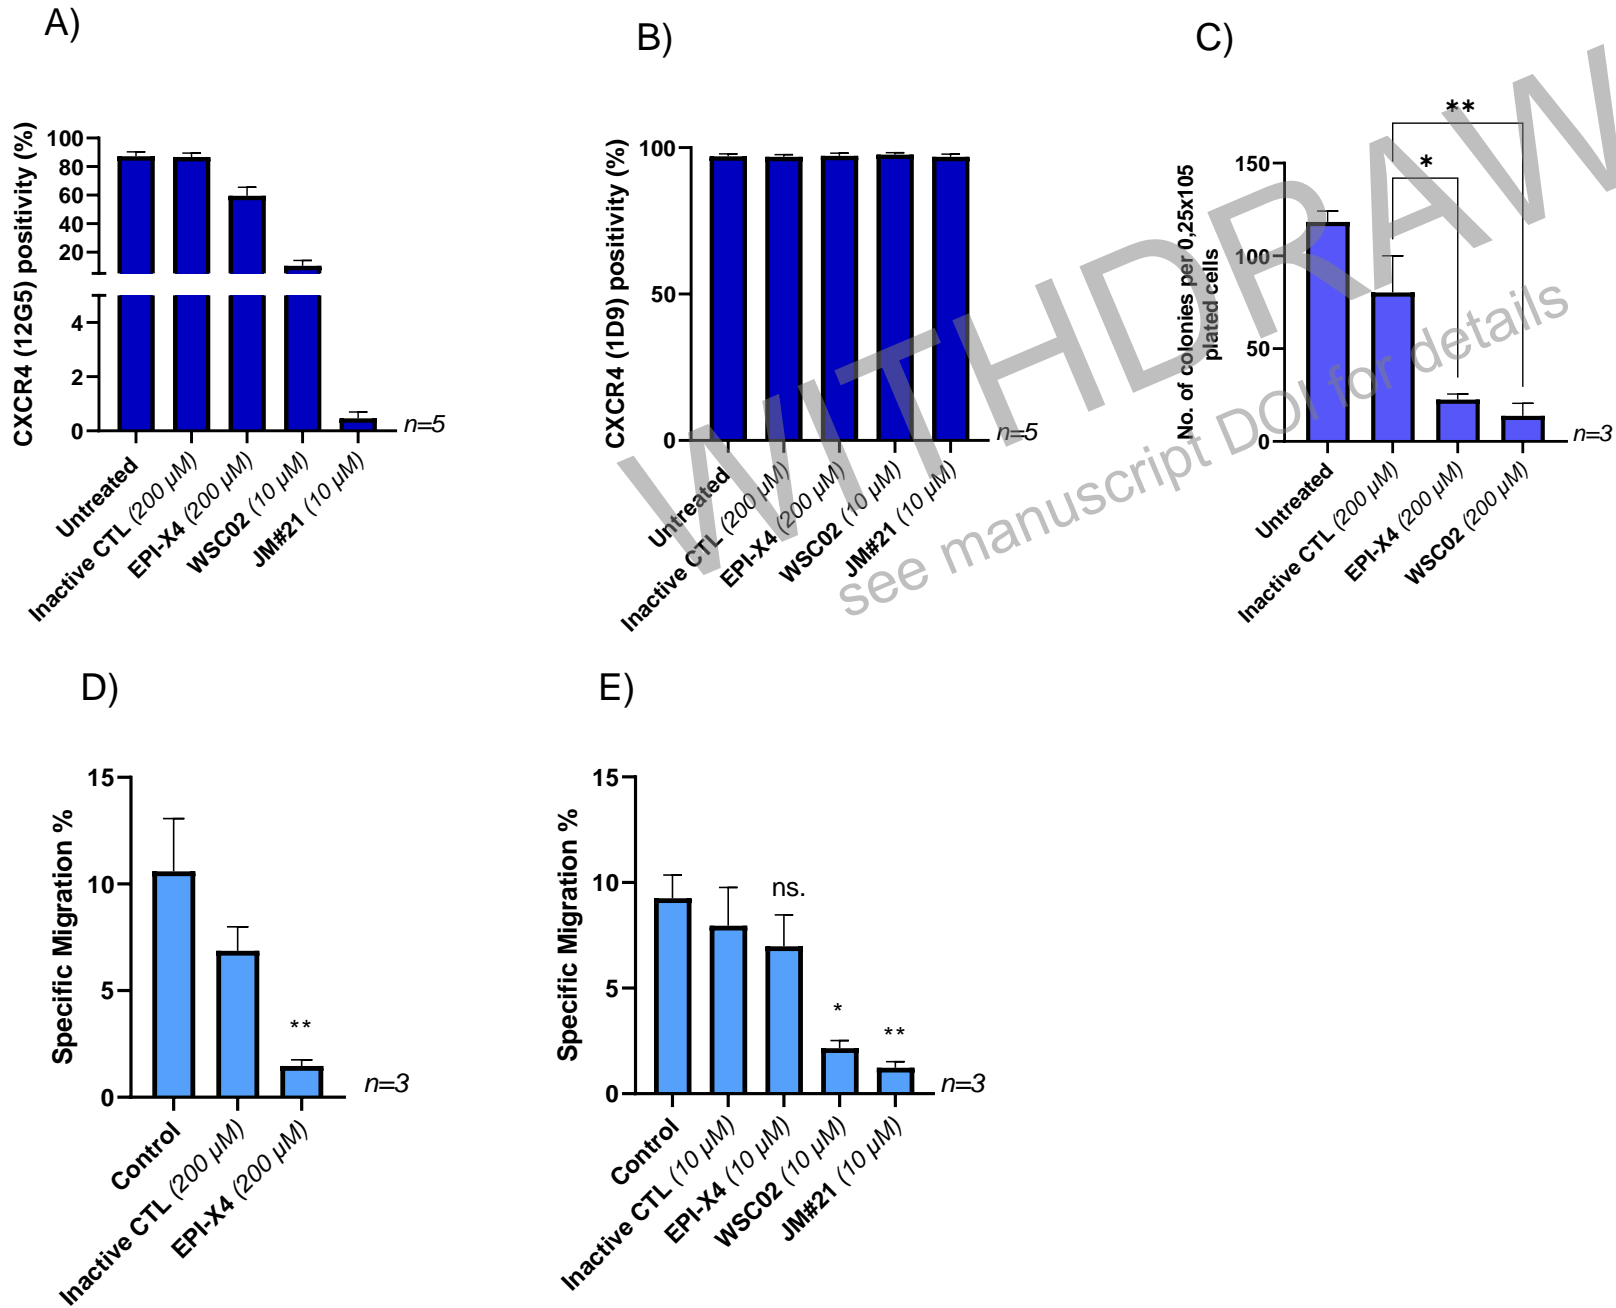 A)
CXCR4 (12G5) positivity (%)
100
80
60
40
20
4
2
0
Untreated
Inactive CTL (200 µM)
EPI-X4 (200 µM)
WSC02 (10 µM)
JM#21 (10 µM)
n=5
B)
CXCR4 (1D9) positivity (%)
100
50
0
Untreated
Inactive CTL (200 µM)
EPI-X4 (200 µM)
WSC02 (10 µM)
JM#21 (10 µM)
n=5
C)
No. of colonies per 0,25x105
plated cells
150
100
50
0
*
**
Untreated
Inactive CTL (200 µM)
EPI-X4 (200 µM)
WSC02 (200 µM)
n=3
WITHDRAW
see manuscript DOI for details
D)
Specific Migration %
15
10
5
0
**
Control
Inactive CTL (200 µM)
EPI-X4 (200 µM)
n=3
E)
Specific Migration %
15
10
5
0
ns.
*
**
Control
Inactive CTL (10 µM)
EPI-X4 (10 µM)
WSC02 (10 µM)
JM#21 (10 µM)
n=3